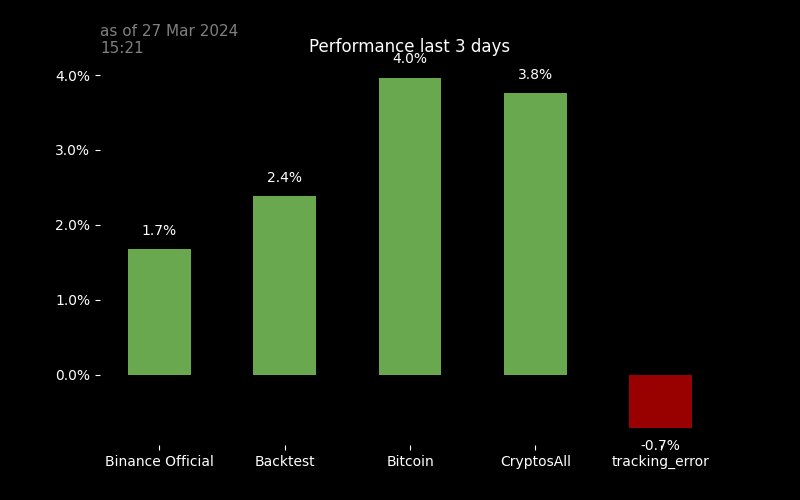 as of 27 Mar 2024
15:21
Performance last 3 days
4.0%
4.0%
3.8%
3.0%
2.4%
2.0%
1.7%
1.0%
0.0%
-0.7%
Binance Official
Backtest
Bitcoin
CryptosAll
tracking_error